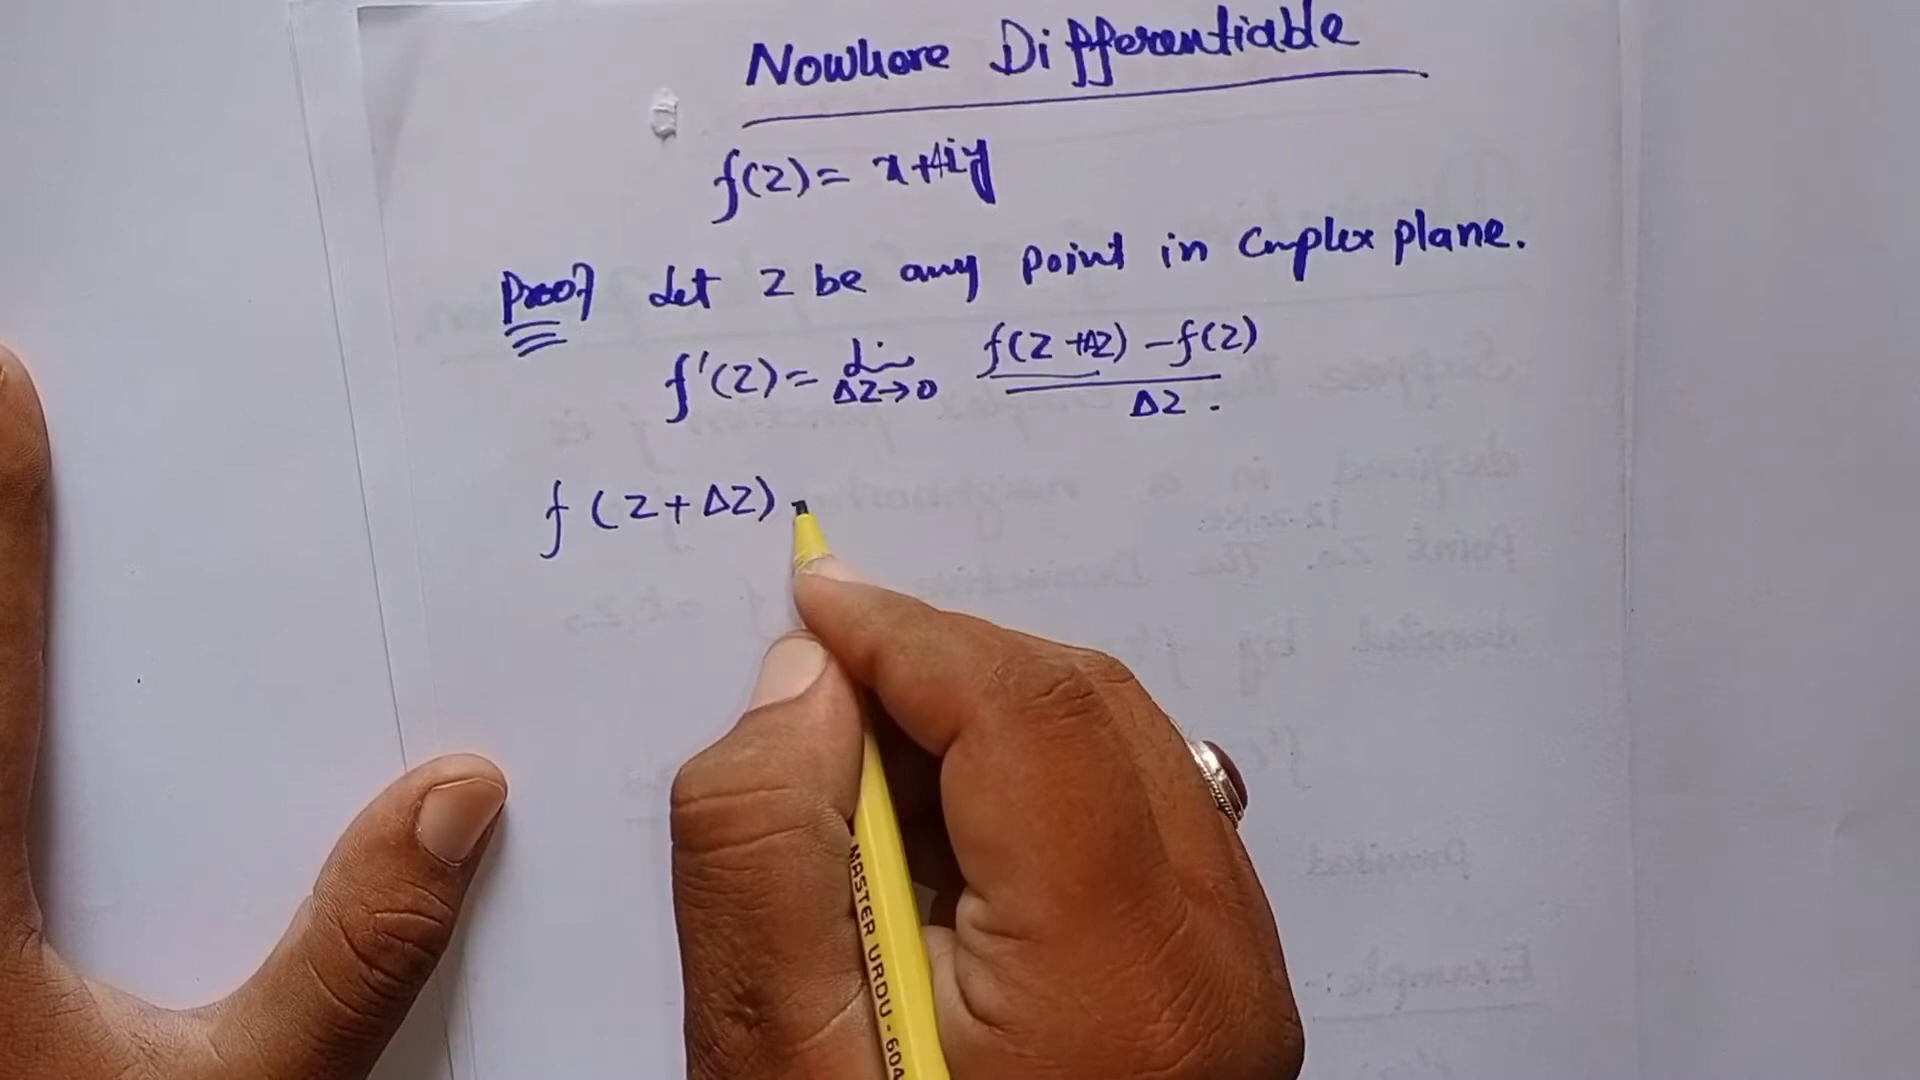 Nowhere Differentiable
f(z) = x+4iy
Proof Let z be any point in Complex plane.
f'(z) = lim Δz→0 f(z+Δz) - f(z) / Δz.
f(z+Δz)
MASTER URDU - 604